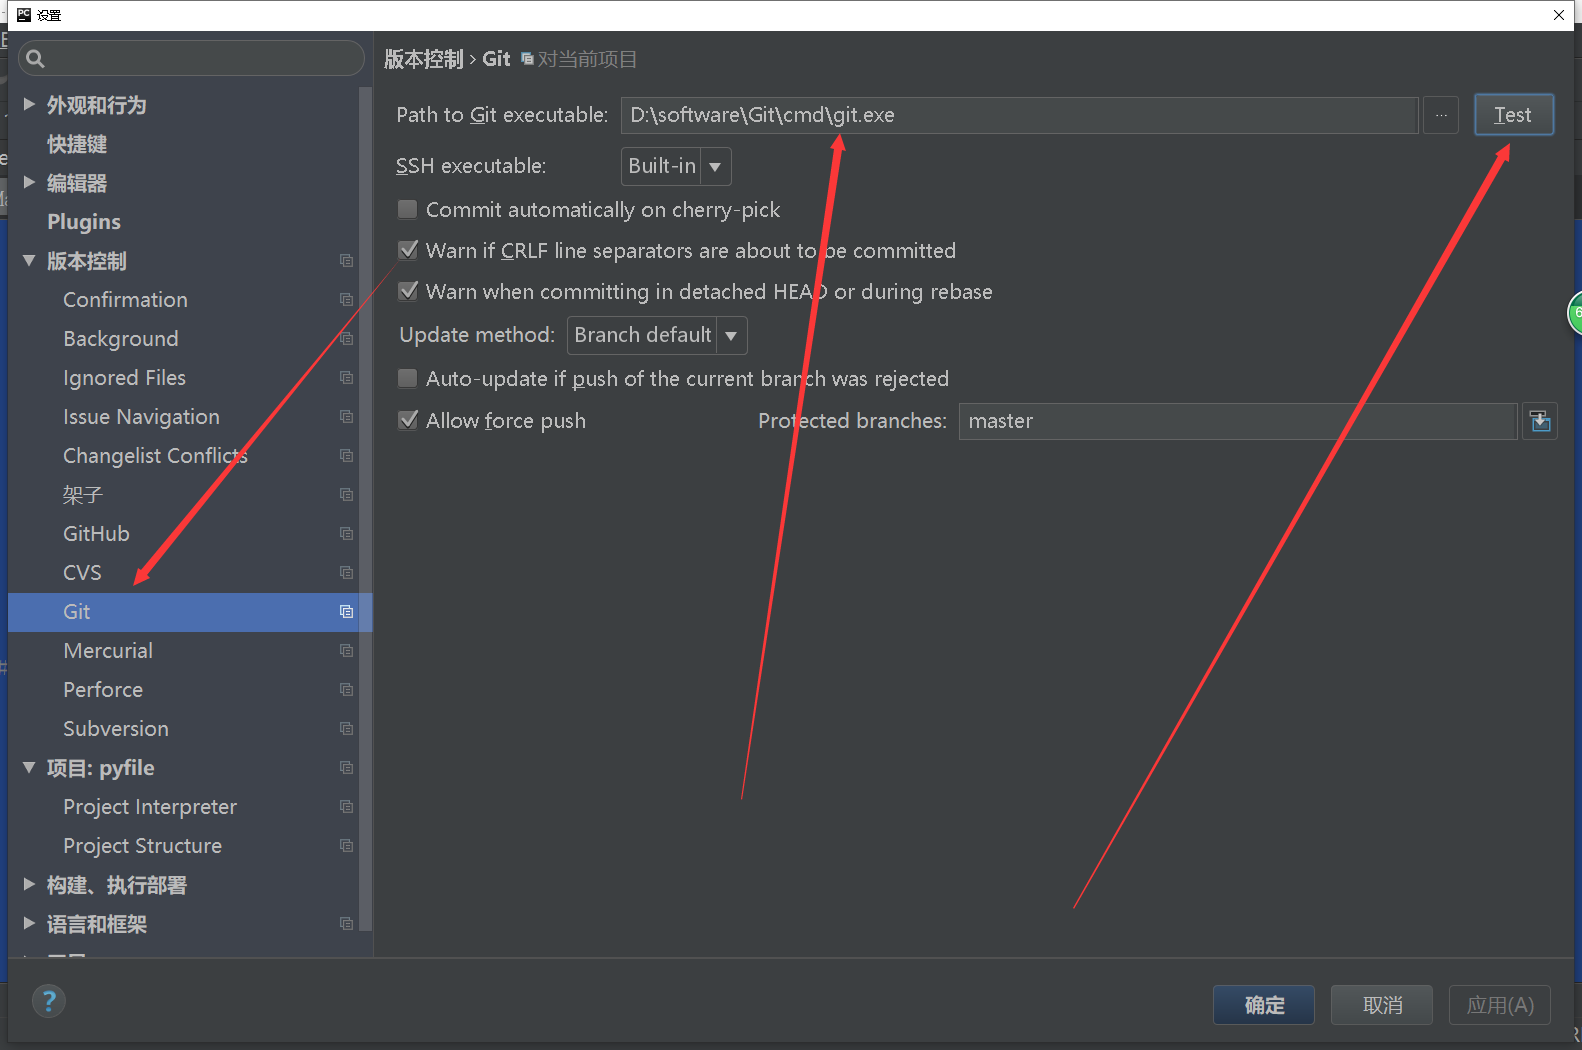 PC 设置
外观和行为
快捷键
编辑器
Plugins
版本控制
Confirmation
Background
Ignored Files
Issue Navigation
Changelist Conflicts
架子
GitHub
CVS
Git
Mercurial
Perforce
Subversion
项目: pyfile
Project Interpreter
Project Structure
构建、执行部署
语言和框架
版本控制 › Git 对当前项目
Path to Git executable: D:\software\Git\cmd\git.exe ... Test
SSH executable: Built-in
Commit automatically on cherry-pick
Warn if CRLF line separators are about to be committed
Warn when committing in detached HEAD or during rebase
Update method: Branch default
Auto-update if push of the current branch was rejected
Allow force push Protected branches: master
?
确定 取消 应用(A)